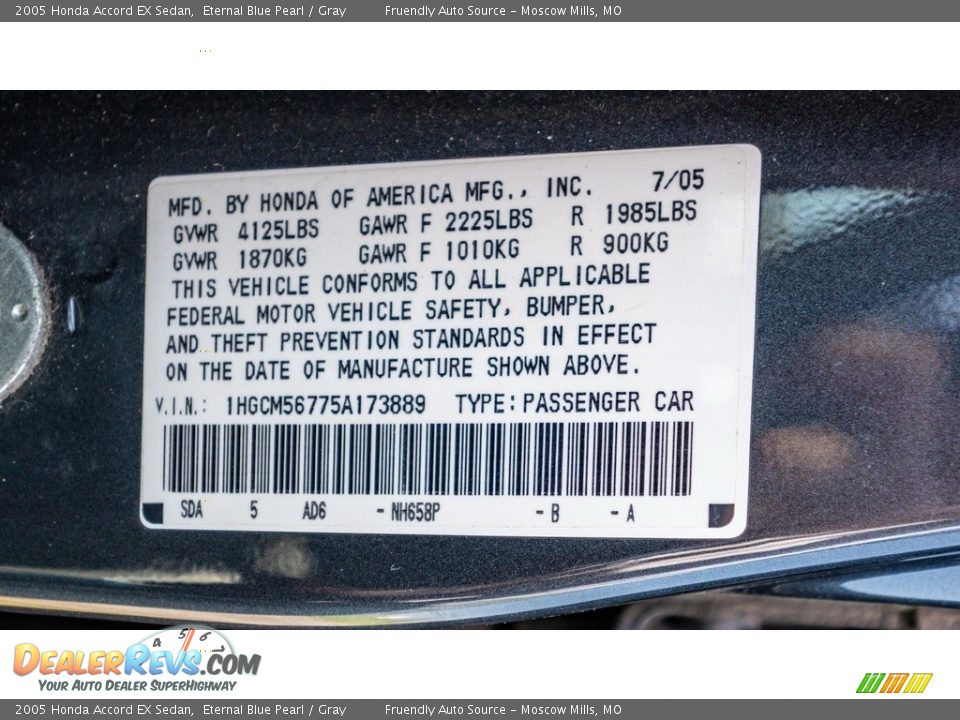 2005 Honda Accord EX Sedan, Eternal Blue Pearl / Gray Fruendly Auto Source - Moscow Mills, MO
MFD. BY HONDA OF AMERICA MFG., INC. 7/05
GVWR 4125LBS GAWR F 2225LBS R 1985LBS
GVWR 1870KG GAWR F 1010KG R 900KG
THIS VEHICLE CONFORMS TO ALL APPLICABLE
FEDERAL MOTOR VEHICLE SAFETY, BUMPER,
AND THEFT PREVENTION STANDARDS IN EFFECT
ON THE DATE OF MANUFACTURE SHOWN ABOVE.
V.I.N.: 1HGCM56775A173889 TYPE: PASSENGER CAR
SDA 5 AD6 -NH658P -B -A
4 5 6 7
DEALERREVS.COM
YOUR AUTO DEALER SUPERHIGHWAY
2005 Honda Accord EX Sedan, Eternal Blue Pearl / Gray Fruendly Auto Source - Moscow Mills, MO